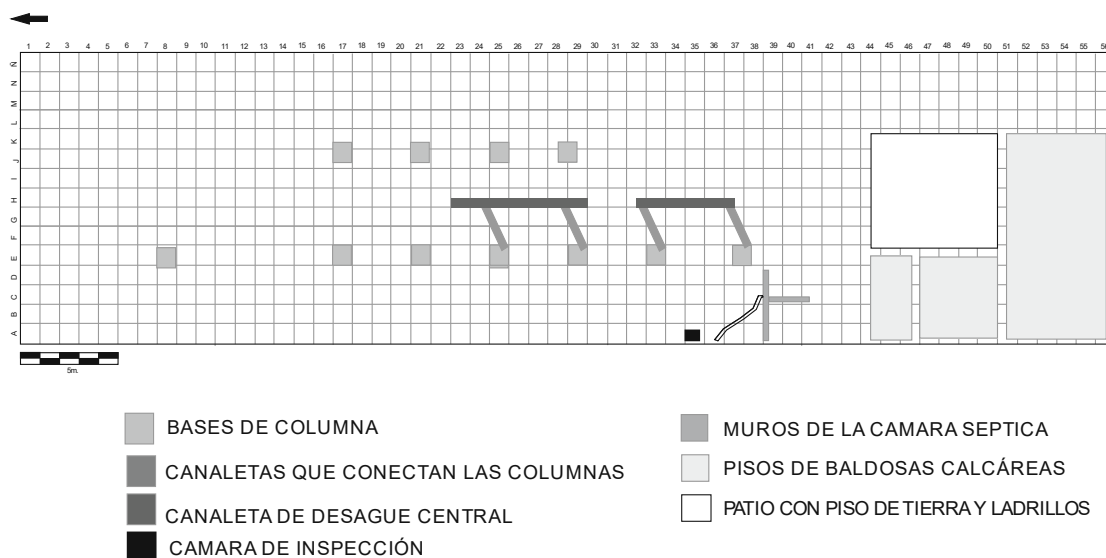 1 2 3 4 5 6 7 8 9 10 11 12 13 14 15 16 17 18 19 20 21 22 23 24 25 26 27 28 29 30 31 32 33 34 35 36 37 38 39 40 41 42 43 44 45 46 47 48 49 50 51 52 53 54 55 56
Ñ
N
M
L
K
J
I
H
G
F
E
D
C
B
A
5m.
BASES DE COLUMNA
CANALETAS QUE CONECTAN LAS COLUMNAS
CANALETA DE DESAGUE CENTRAL
CAMARA DE INSPECCIÓN
MUROS DE LA CAMARA SEPTICA
PISOS DE BALDOSAS CALCÁREAS
PATIO CON PISO DE TIERRA Y LADRILLOS